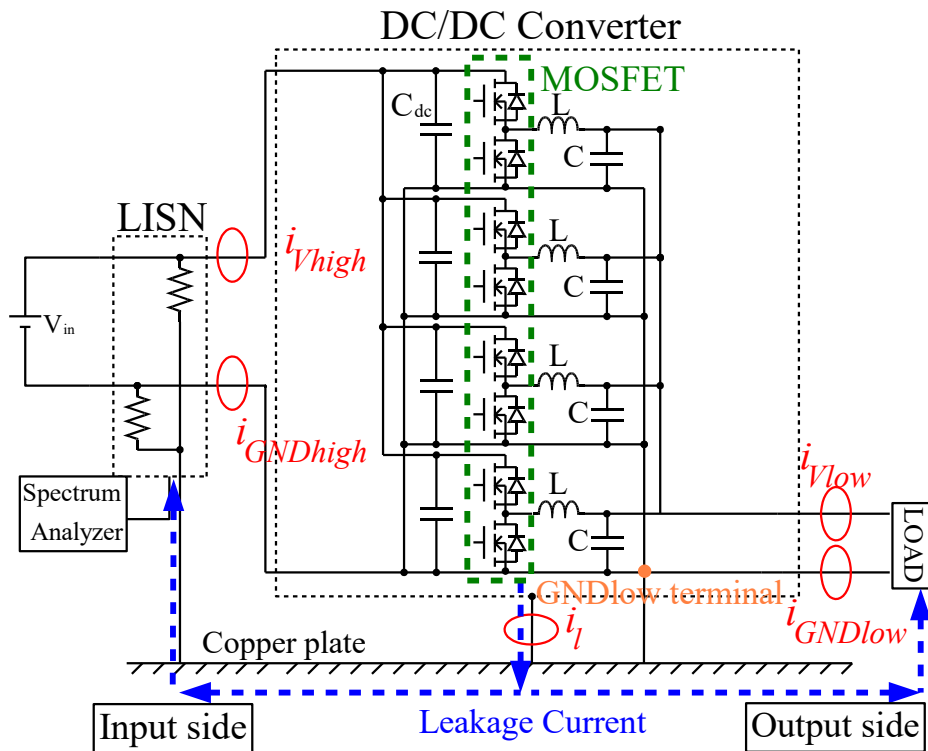 DC/DC Converter
MOSFET
Cdc
L
C
LISN
iVhigh
L
C
Vin
L
C
iGNDhigh
iVlow
L
Spectrum
Analyzer
C
LOAD
GNDlow terminal
il
iGNDlow
Copper plate
Input side
Leakage Current
Output side